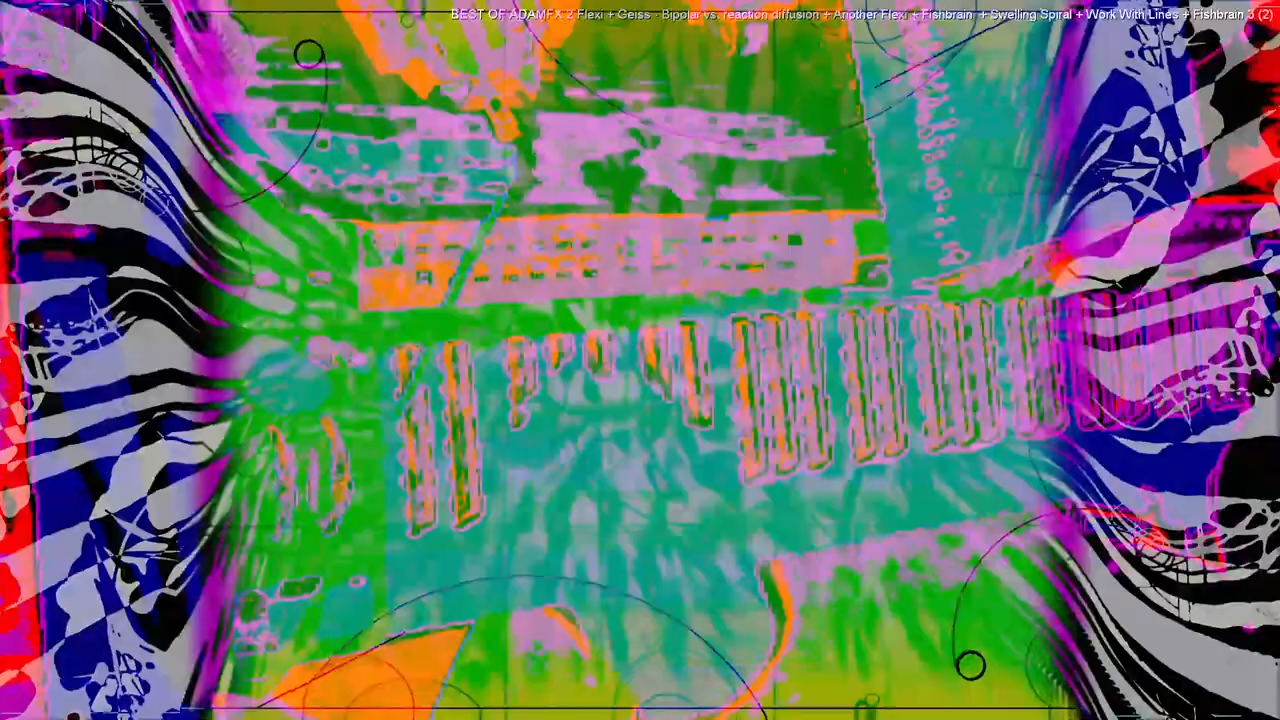 BEST OF ADAMFX 2 Flexi + Geiss - Bipolar vs. reaction diffusion + Another Flexi + Fishbrain + Swelling Spiral + Work With Lines + Fishbrain 3 (2)